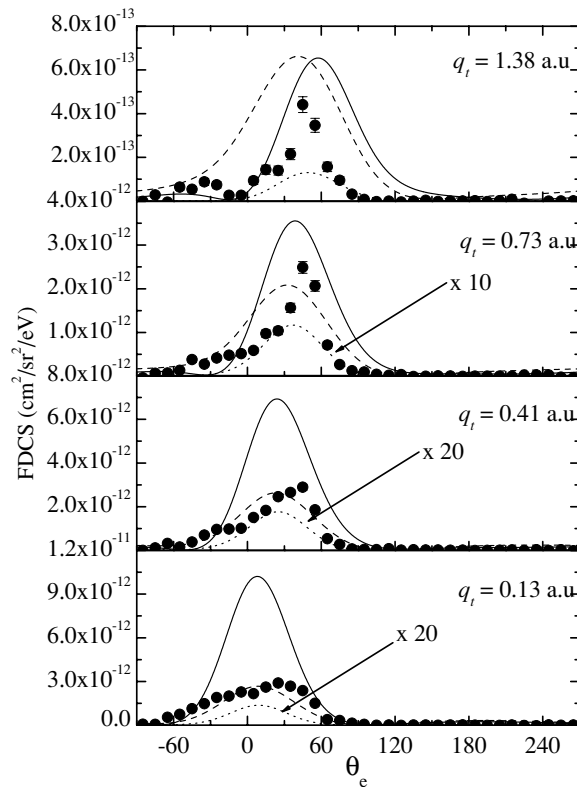 8.0x10⁻¹³
6.0x10⁻¹³
4.0x10⁻¹³
2.0x10⁻¹³
4.0x10⁻¹²
q_t = 1.38 a.u
3.0x10⁻¹²
2.0x10⁻¹²
1.0x10⁻¹²
8.0x10⁻¹²
q_t = 0.73 a.u
x 10
6.0x10⁻¹²
4.0x10⁻¹²
2.0x10⁻¹²
1.2x10⁻¹¹
q_t = 0.41 a.u
x 20
9.0x10⁻¹²
6.0x10⁻¹²
3.0x10⁻¹²
0.0
q_t = 0.13 a.u
x 20
FDCS (cm²/sr²/eV)
-60 0 60 120 180 240
θ_e